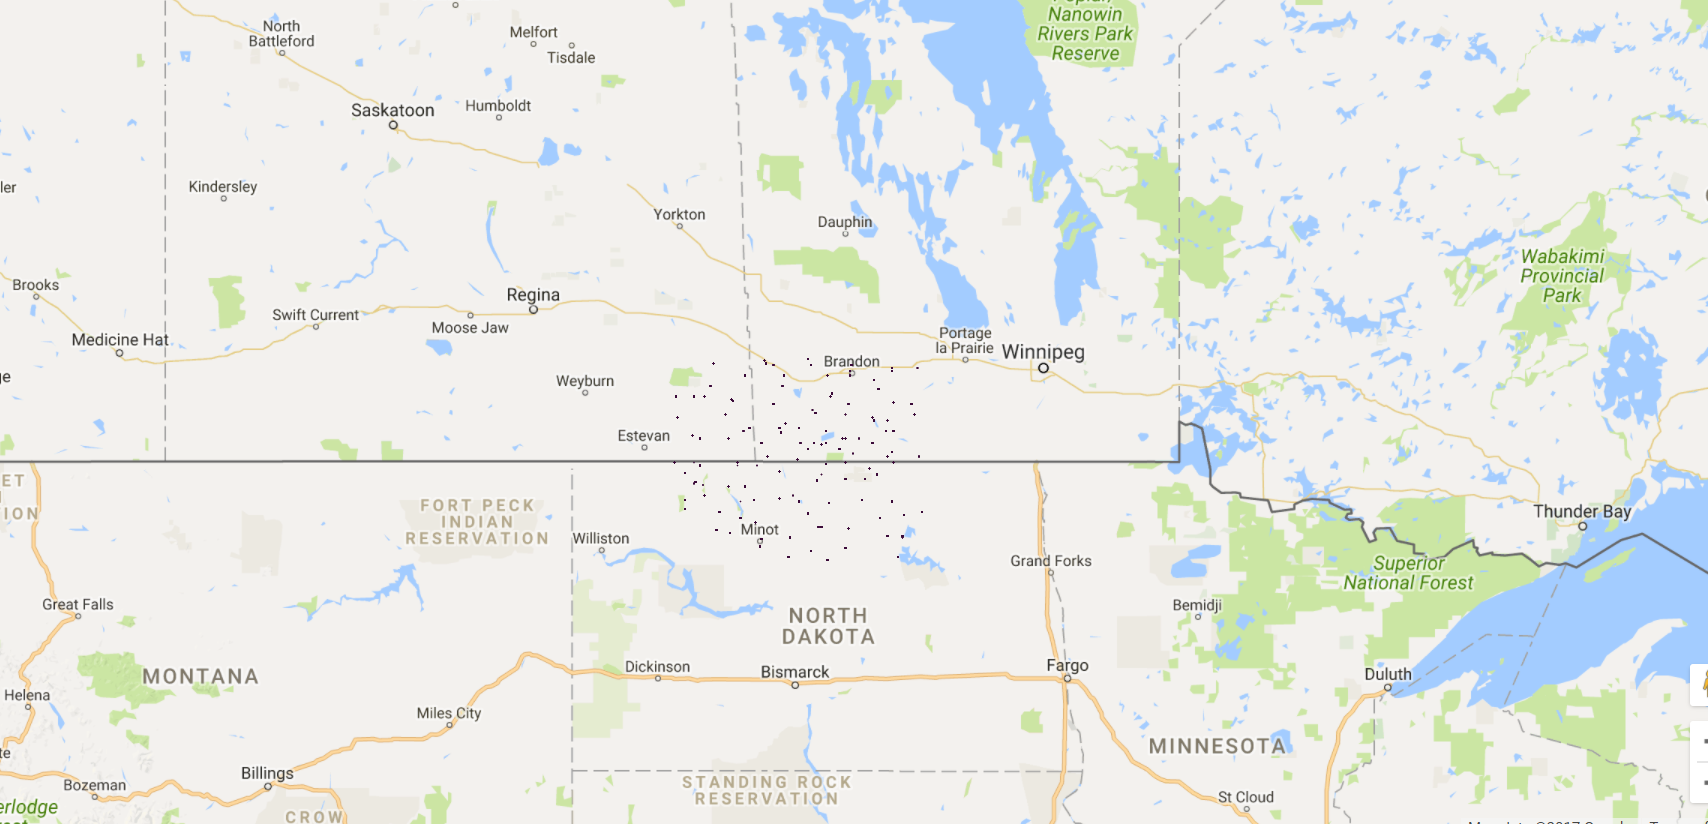 Poplar/
Nanowin
Rivers Park
Reserve
North
Battleford
Melfort
Tisdale
Saskatoon
Humboldt
ler
Kindersley
Yorkton
Dauphin
Wabakimi
Provincial
Park
Brooks
Regina
Swift Current
Moose Jaw
Medicine Hat
Portage
la Prairie
Winnipeg
Brandon
ge
Weyburn
Estevan
ET
ION
FORT PECK
INDIAN
RESERVATION
Williston
Minot
Thunder Bay
Grand Forks
Superior
National Forest
Great Falls
Bemidji
NORTH
DAKOTA
MONTANA
Dickinson
Bismarck
Fargo
Duluth
Helena
Miles City
MINNESOTA
te
Billings
Bozeman
STANDING ROCK
RESERVATION
St Cloud
erlodge
CROW